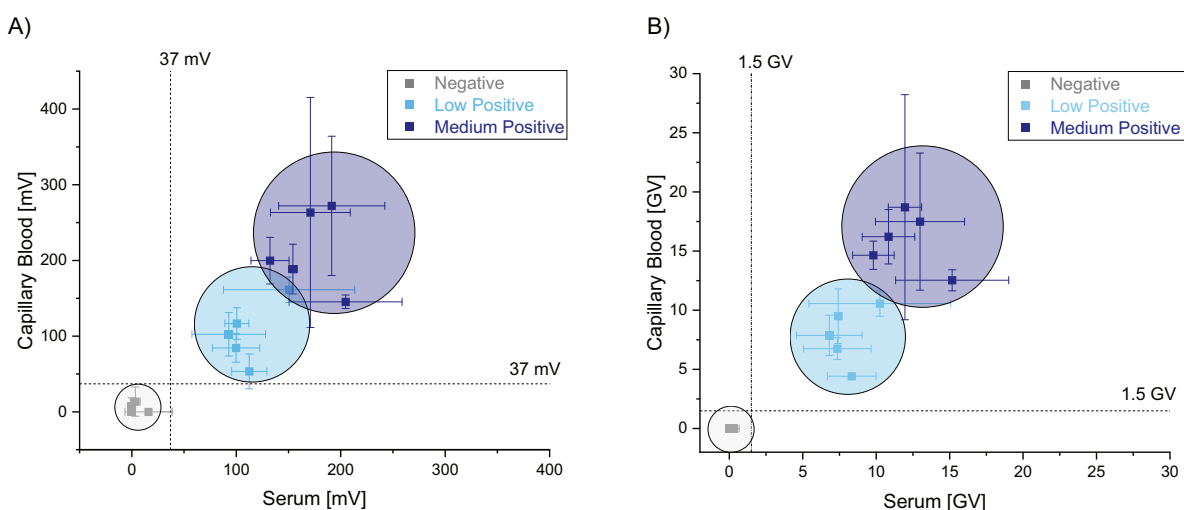 A)
37 mV
Negative
Low Positive
Medium Positive
400
300
200
100
0
37 mV
0 100 200 300 400
Serum [mV]
Capillary Blood [mV]
B)
1.5 GV
Negative
Low Positive
Medium Positive
30
25
20
15
10
5
0
1.5 GV
0 5 10 15 20 25 30
Serum [GV]
Capillary Blood [GV]